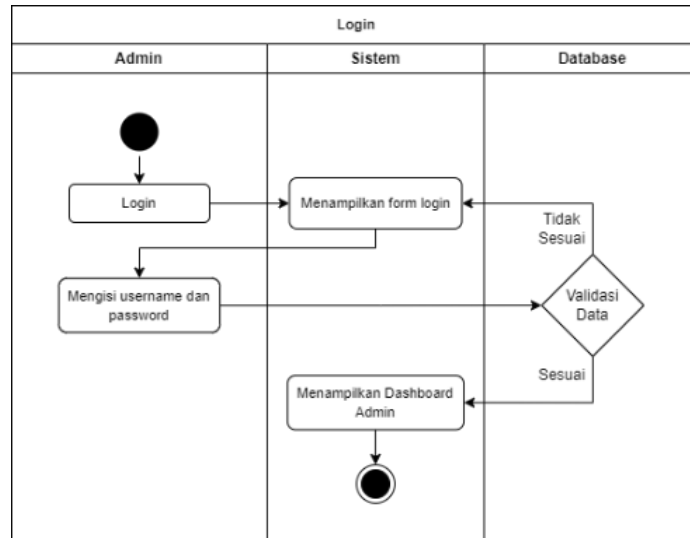 Login
Admin
Sistem
Database
Login
Menampilkan form login
Tidak
Sesuai
Mengisi username dan
password
Validasi
Data
Sesuai
Menampilkan Dashboard
Admin